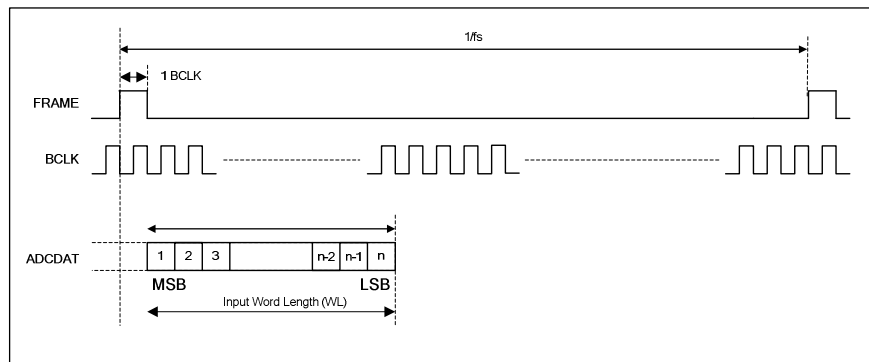 1/fs
1 BCLK
FRAME
BCLK
ADCDAT
1 2 3 n-2 n-1 n
MSB LSB
Input Word Length (WL)